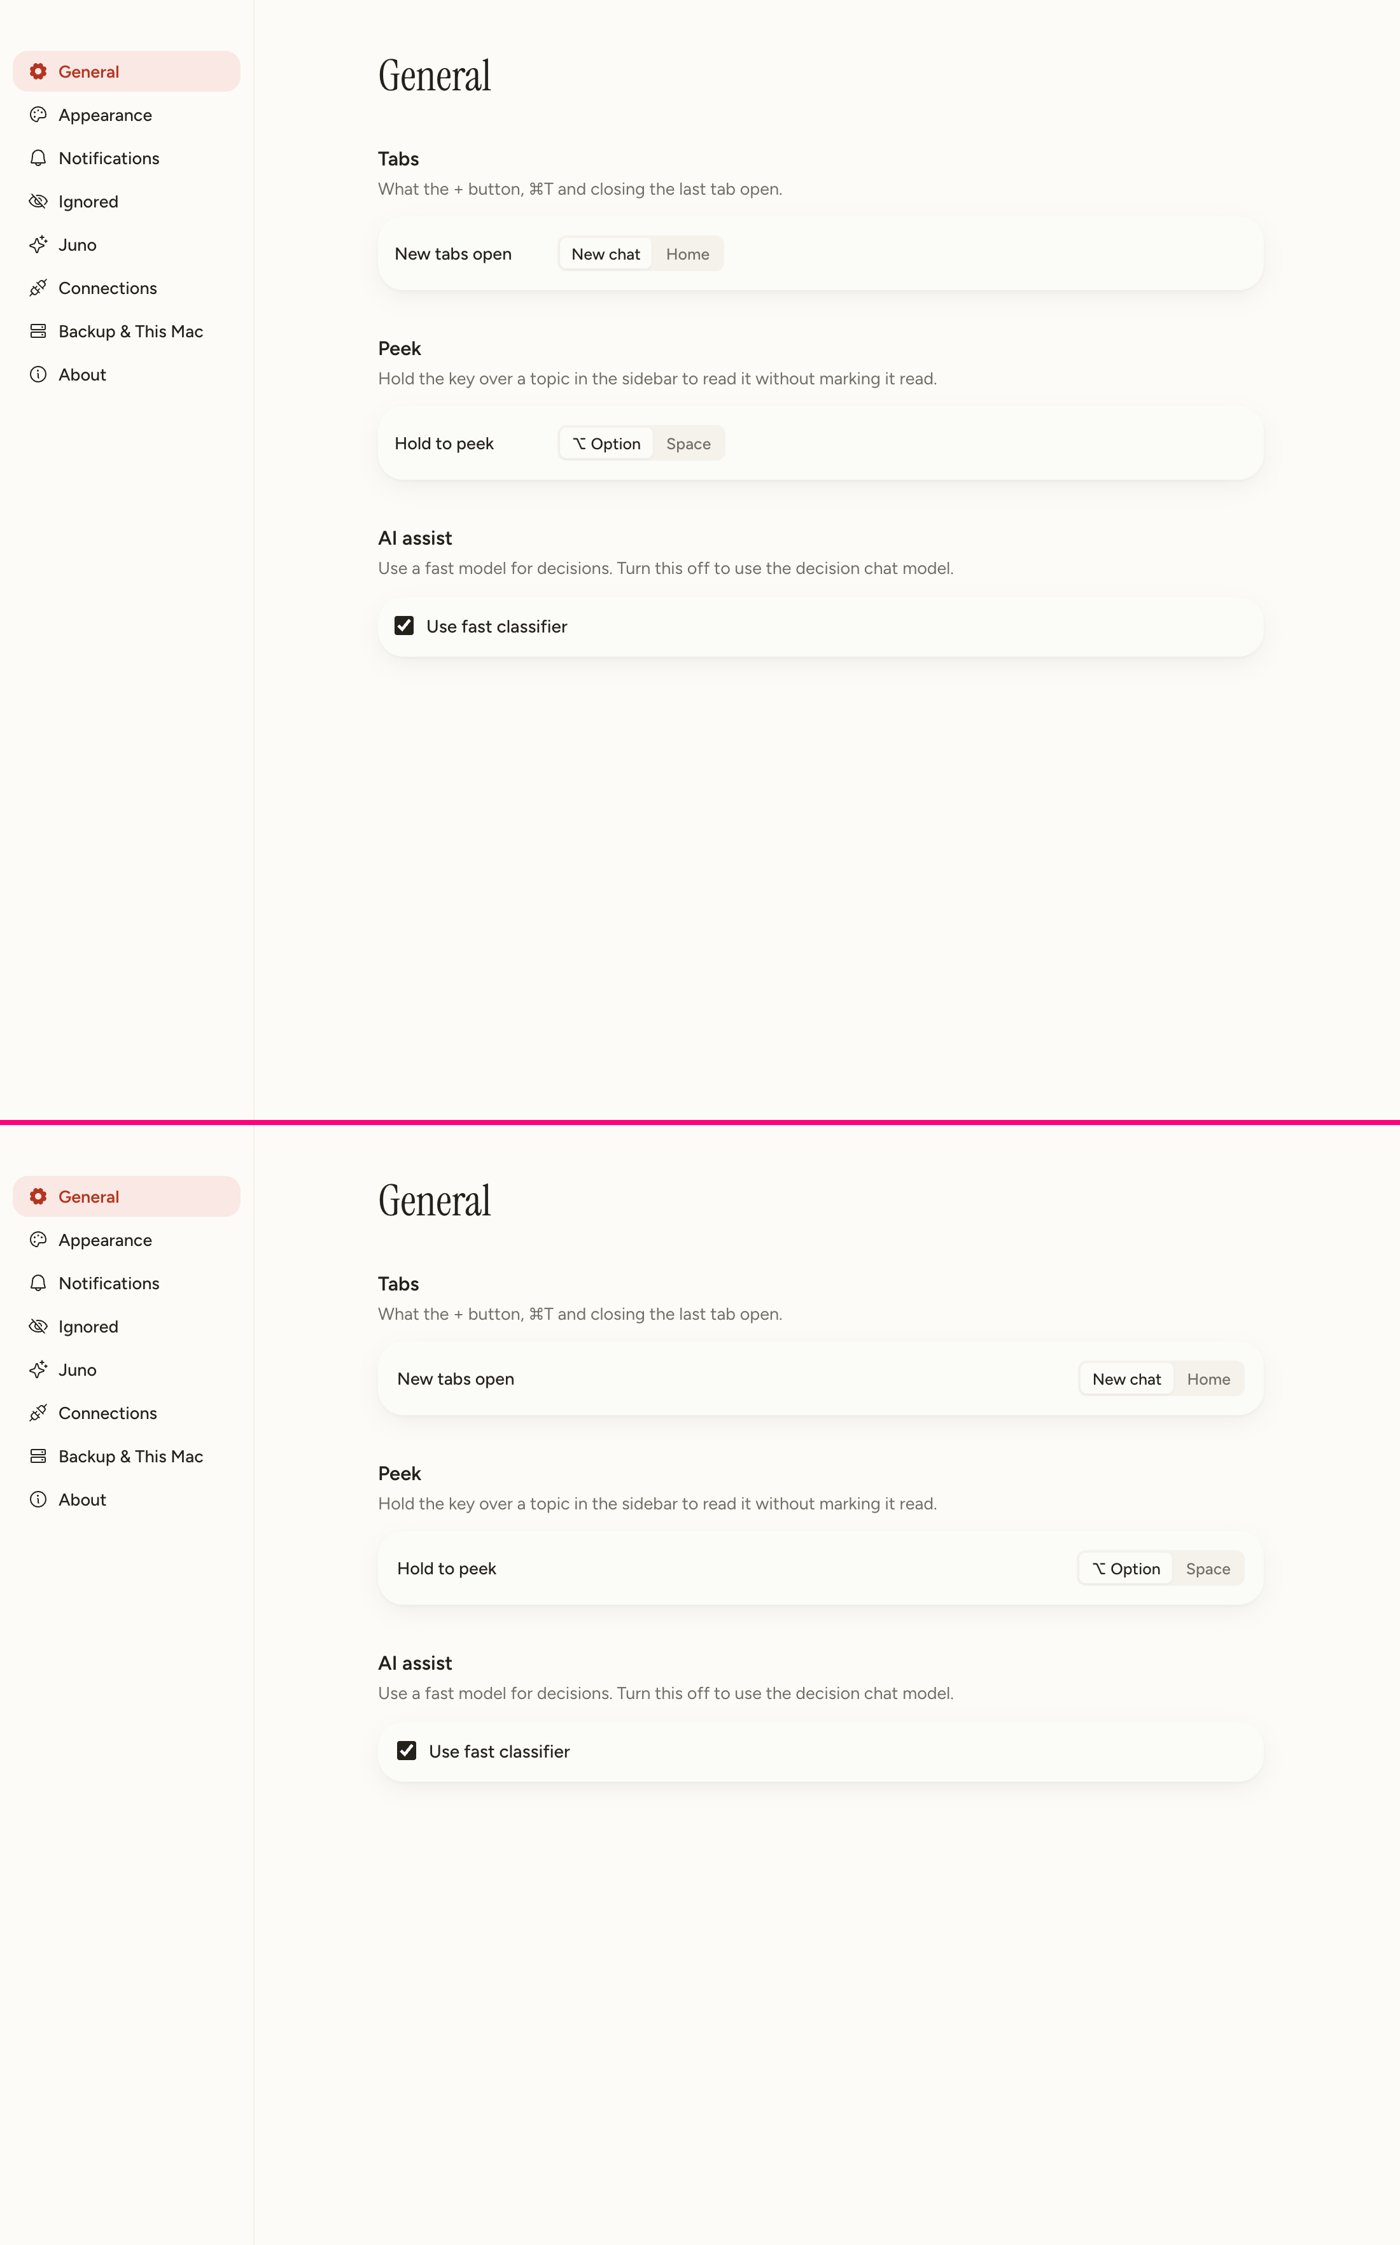 General
Appearance
Notifications
Ignored
Juno
Connections
Backup & This Mac
About
General
Tabs
What the + button, ⌘T and closing the last tab open.
New tabs open New chat Home
Peek
Hold the key over a topic in the sidebar to read it without marking it read.
Hold to peek ⌥ Option Space
AI assist
Use a fast model for decisions. Turn this off to use the decision chat model.
Use fast classifier
General
Appearance
Notifications
Ignored
Juno
Connections
Backup & This Mac
About
General
Tabs
What the + button, ⌘T and closing the last tab open.
New tabs open New chat Home
Peek
Hold the key over a topic in the sidebar to read it without marking it read.
Hold to peek ⌥ Option Space
AI assist
Use a fast model for decisions. Turn this off to use the decision chat model.
Use fast classifier